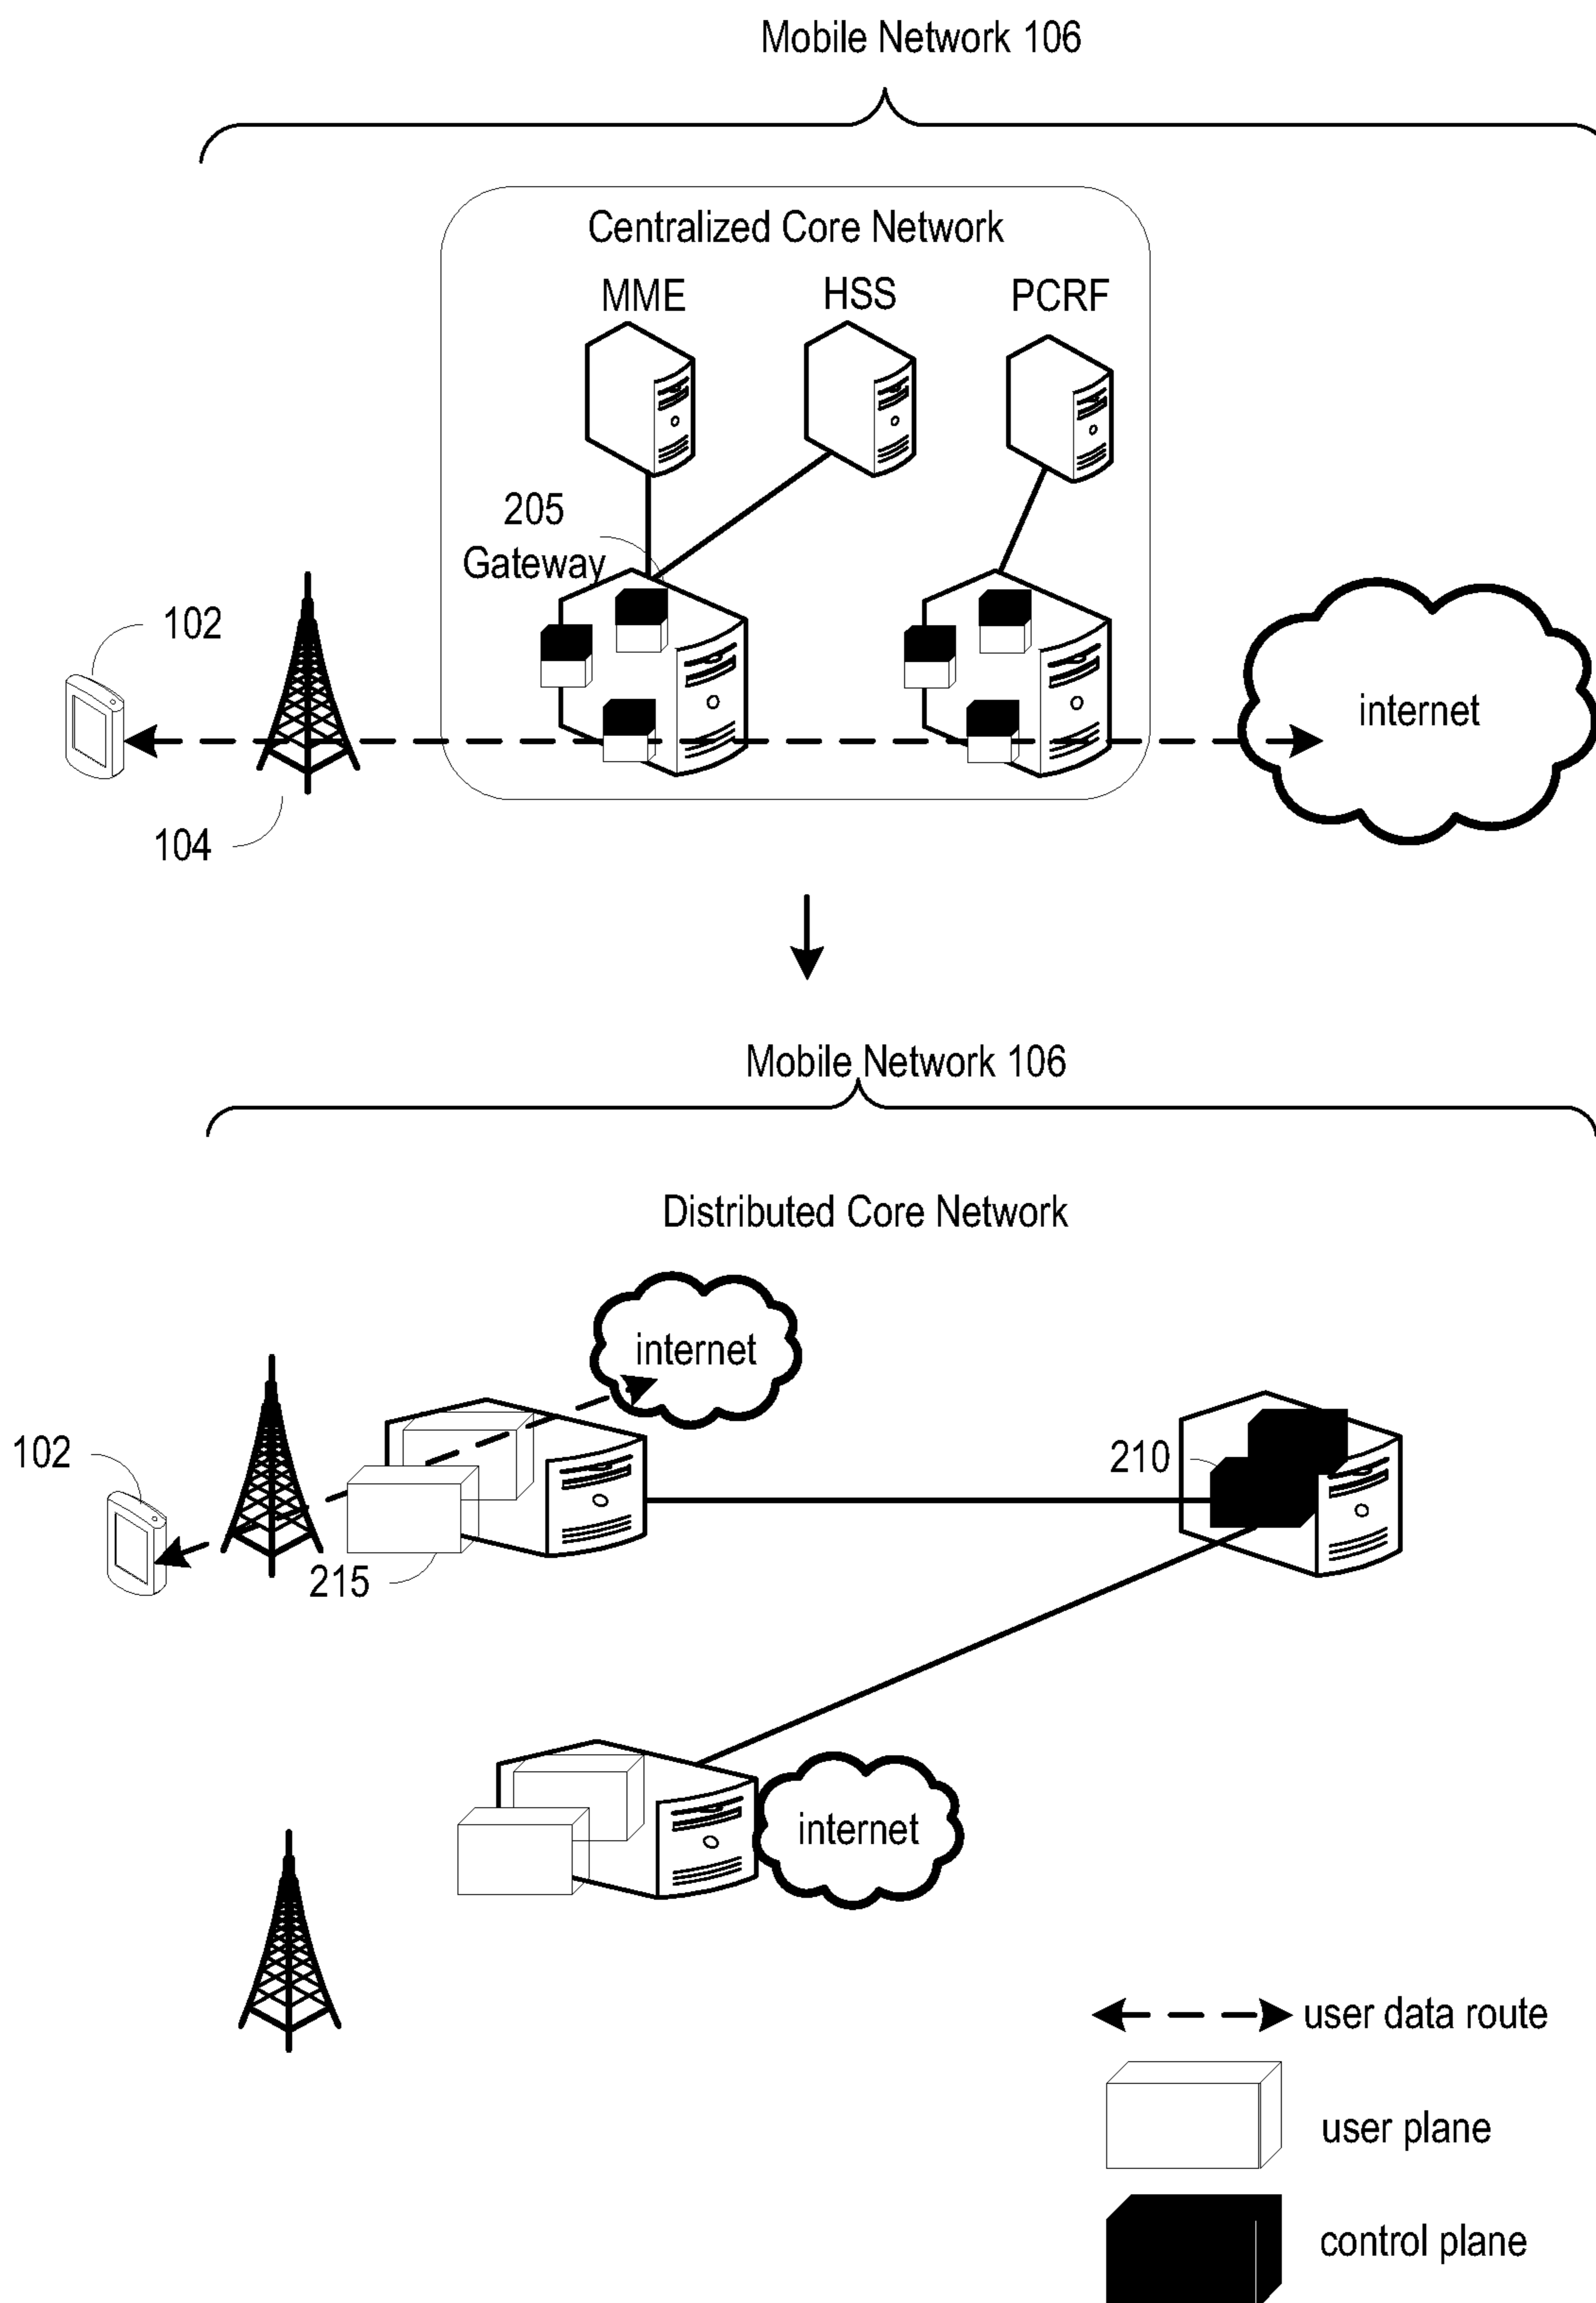 Mobile Network 106
Centralized Core Network
MME HSS PCRF
205
Gateway
102
internet
104
Mobile Network 106
Distributed Core Network
internet
102
210
215
internet
user data route
user plane
control plane